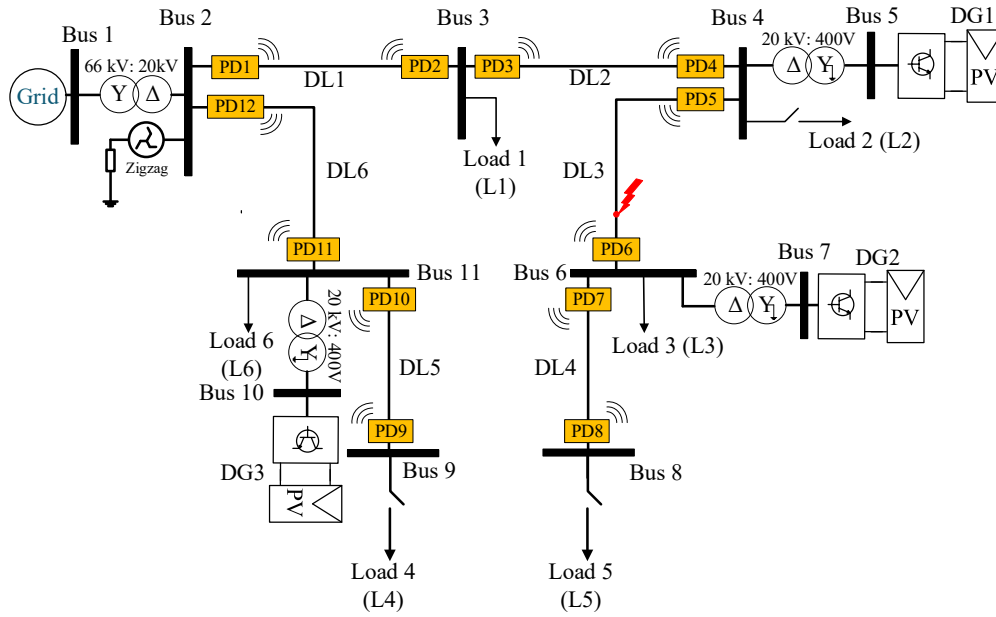 Bus 1
Bus 2
Bus 3
Bus 4
Bus 5
DG1
66 kV: 20kV
20 kV: 400V
Grid
Y
Δ
PD1
DL1
PD2
PD3
DL2
PD4
Δ
Y
PV
PD12
PD5
Zigzag
Load 1
(L1)
Load 2 (L2)
DL6
DL3
PD11
PD6
Bus 7
DG2
Bus 11
Bus 6
20 kV: 400V
PD10
PD7
Δ
Y
PV
Load 6
(L6)
20 kV: 400V
Δ
Y
Load 3 (L3)
DL5
DL4
Bus 10
PD9
PD8
Bus 9
Bus 8
DG3
PV
Load 4
(L4)
Load 5
(L5)